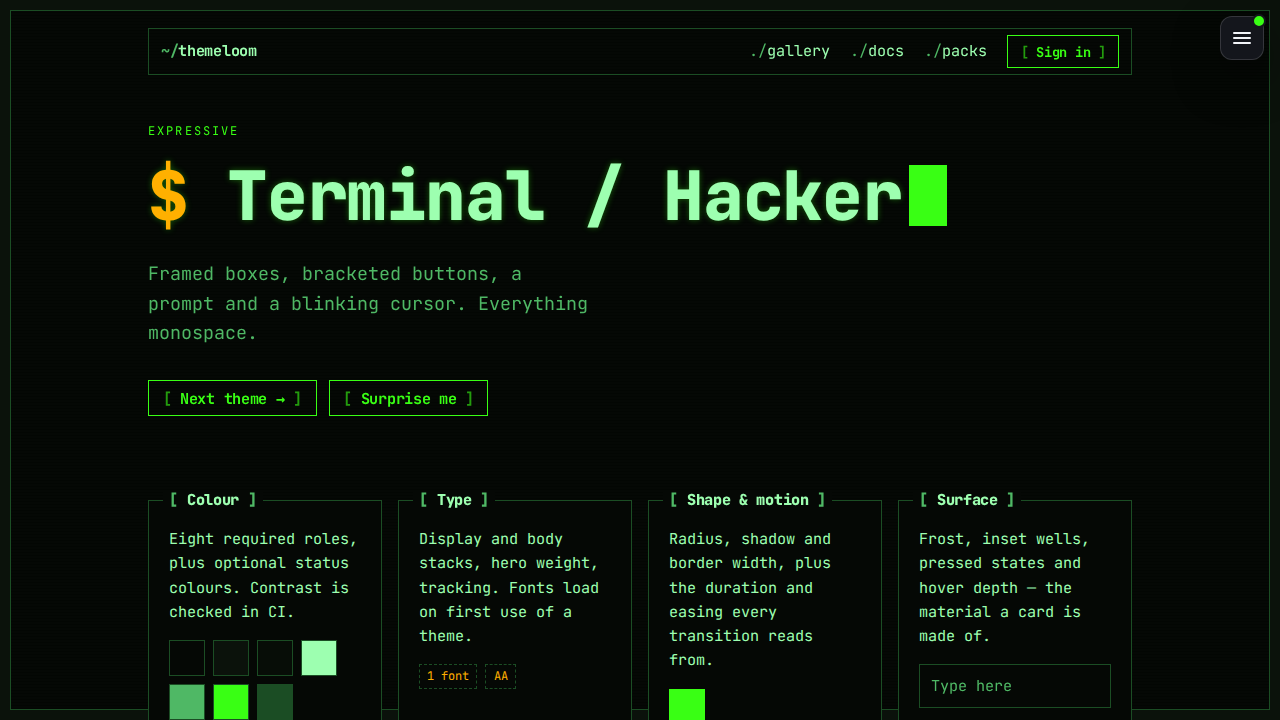 ~/themeloom
./gallery ./docs ./packs [ Sign in ]
EXPRESSIVE
$ Terminal / Hacker
Framed boxes, bracketed buttons, a
prompt and a blinking cursor. Everything
monospace.
[ Next theme → ] [ Surprise me ]
[ Colour ]
Eight required roles,
plus optional status
colours. Contrast is
checked in CI.
[ Type ]
Display and body
stacks, hero weight,
tracking. Fonts load
on first use of a
theme.
1 font AA
[ Shape & motion ]
Radius, shadow and
border width, plus
the duration and
easing every
transition reads
from.
[ Surface ]
Frost, inset wells,
pressed states and
hover depth — the
material a card is
made of.
Type here